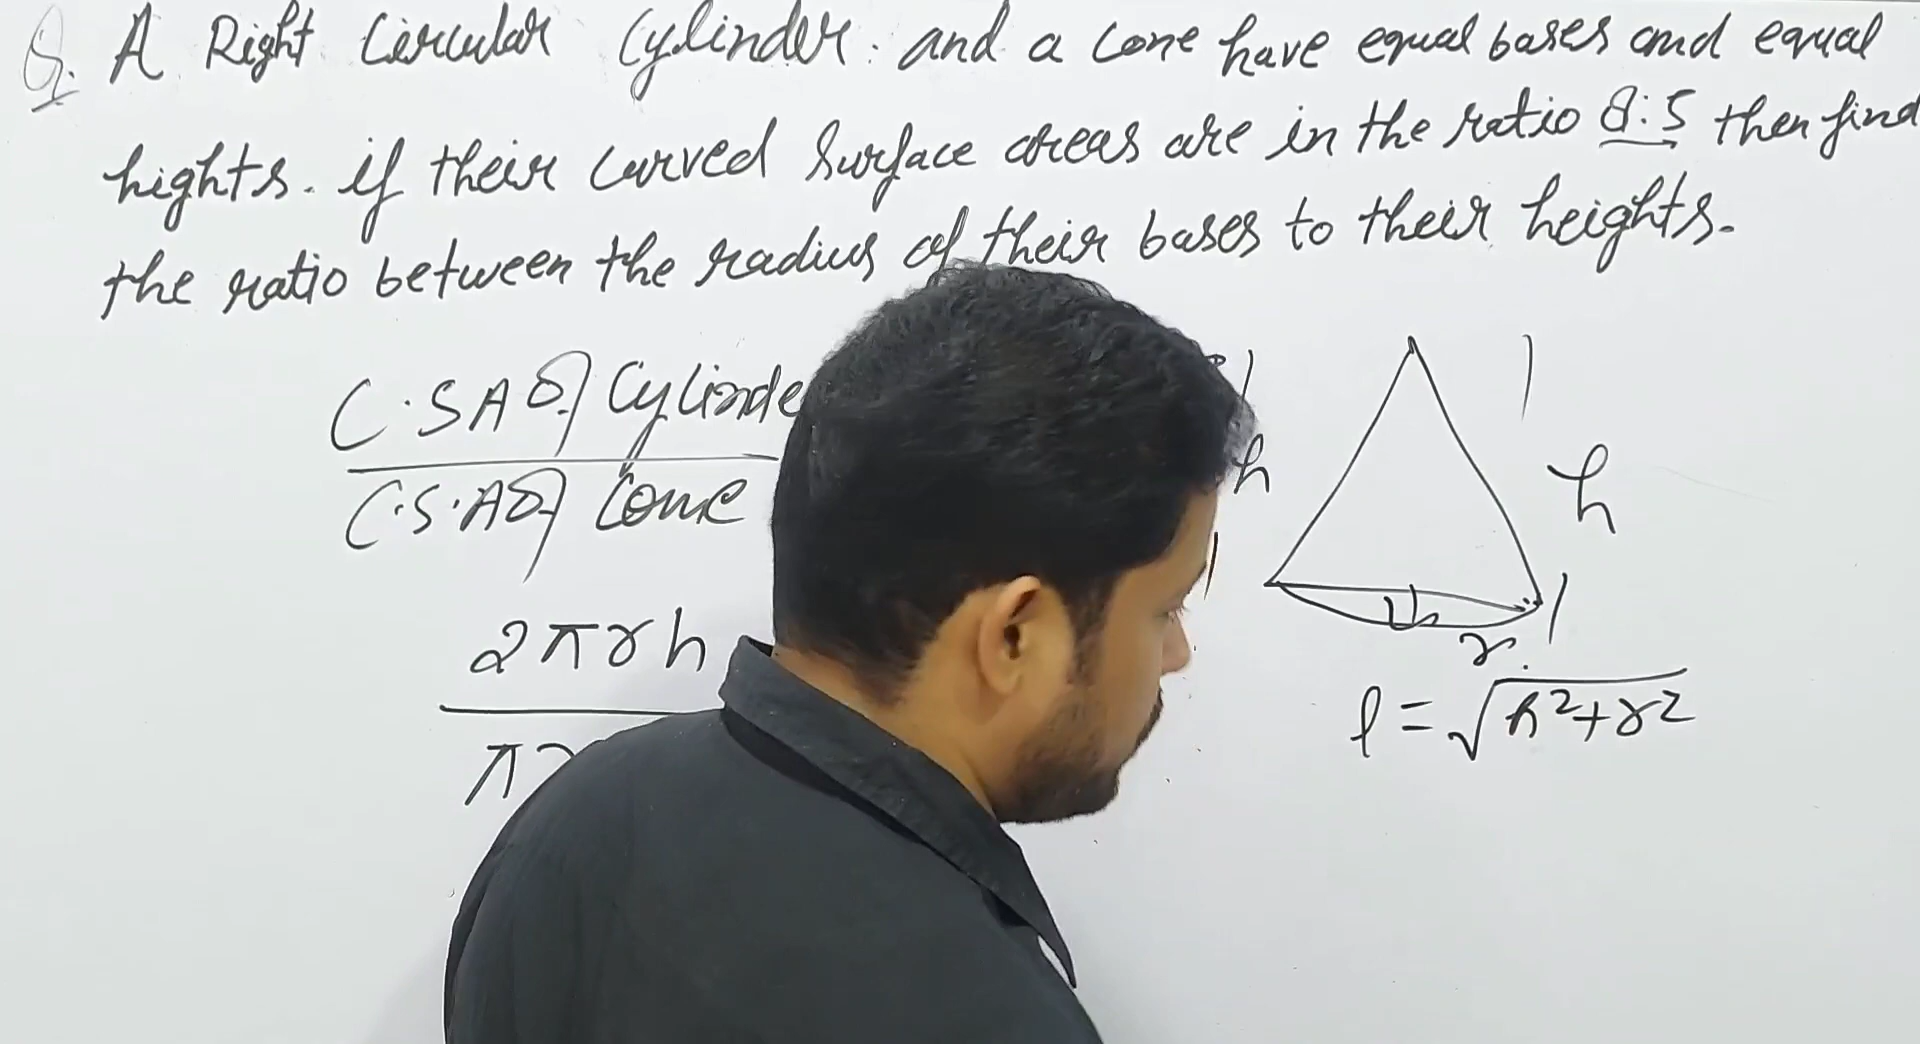 Q. A Right Circular Cylinder. and a cone have equal bases and equal
hights. if their curved surface areas are in the ratio 8:5 then find
the ratio between the radius of their bases to their heights.
C.SA of Cylinde
C.S.A of Cone
2πrh
π
h
h
r
l = √h²+r²